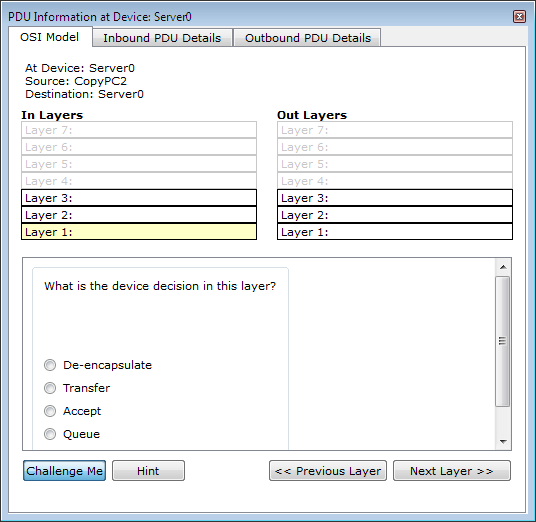 PDU Information at Device: Server0
OSI Model Inbound PDU Details Outbound PDU Details
At Device: Server0
Source: CopyPC2
Destination: Server0
In Layers
Layer 7:
Layer 6:
Layer 5:
Layer 4:
Layer 3:
Layer 2:
Layer 1:
Out Layers
Layer 7:
Layer 6:
Layer 5:
Layer 4:
Layer 3:
Layer 2:
Layer 1:
What is the device decision in this layer?
De-encapsulate
Transfer
Accept
Queue
Challenge Me Hint << Previous Layer Next Layer >>